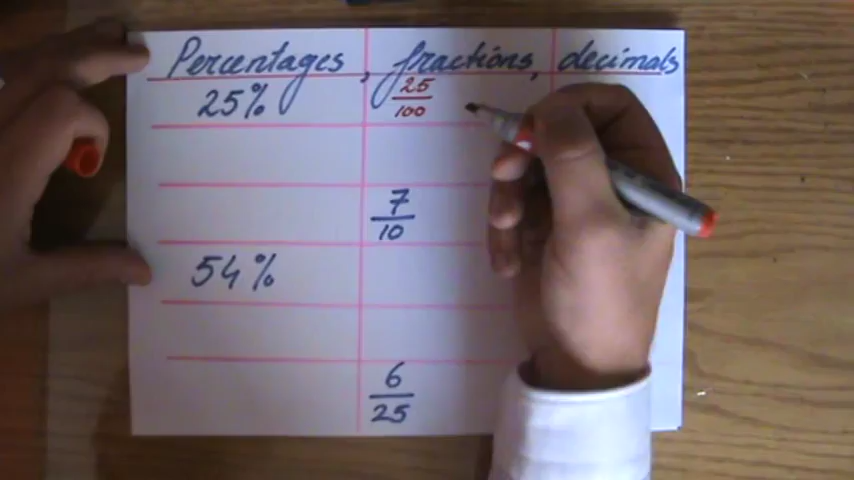 Percentages, fractions, decimals
25% 25/100
7/10
54%
6/25